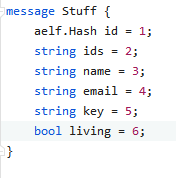 message Stuff {
    aelf.Hash id = 1;
    string ids = 2;
    string name = 3;
    string email = 4;
    string key = 5;
    bool living = 6;
}